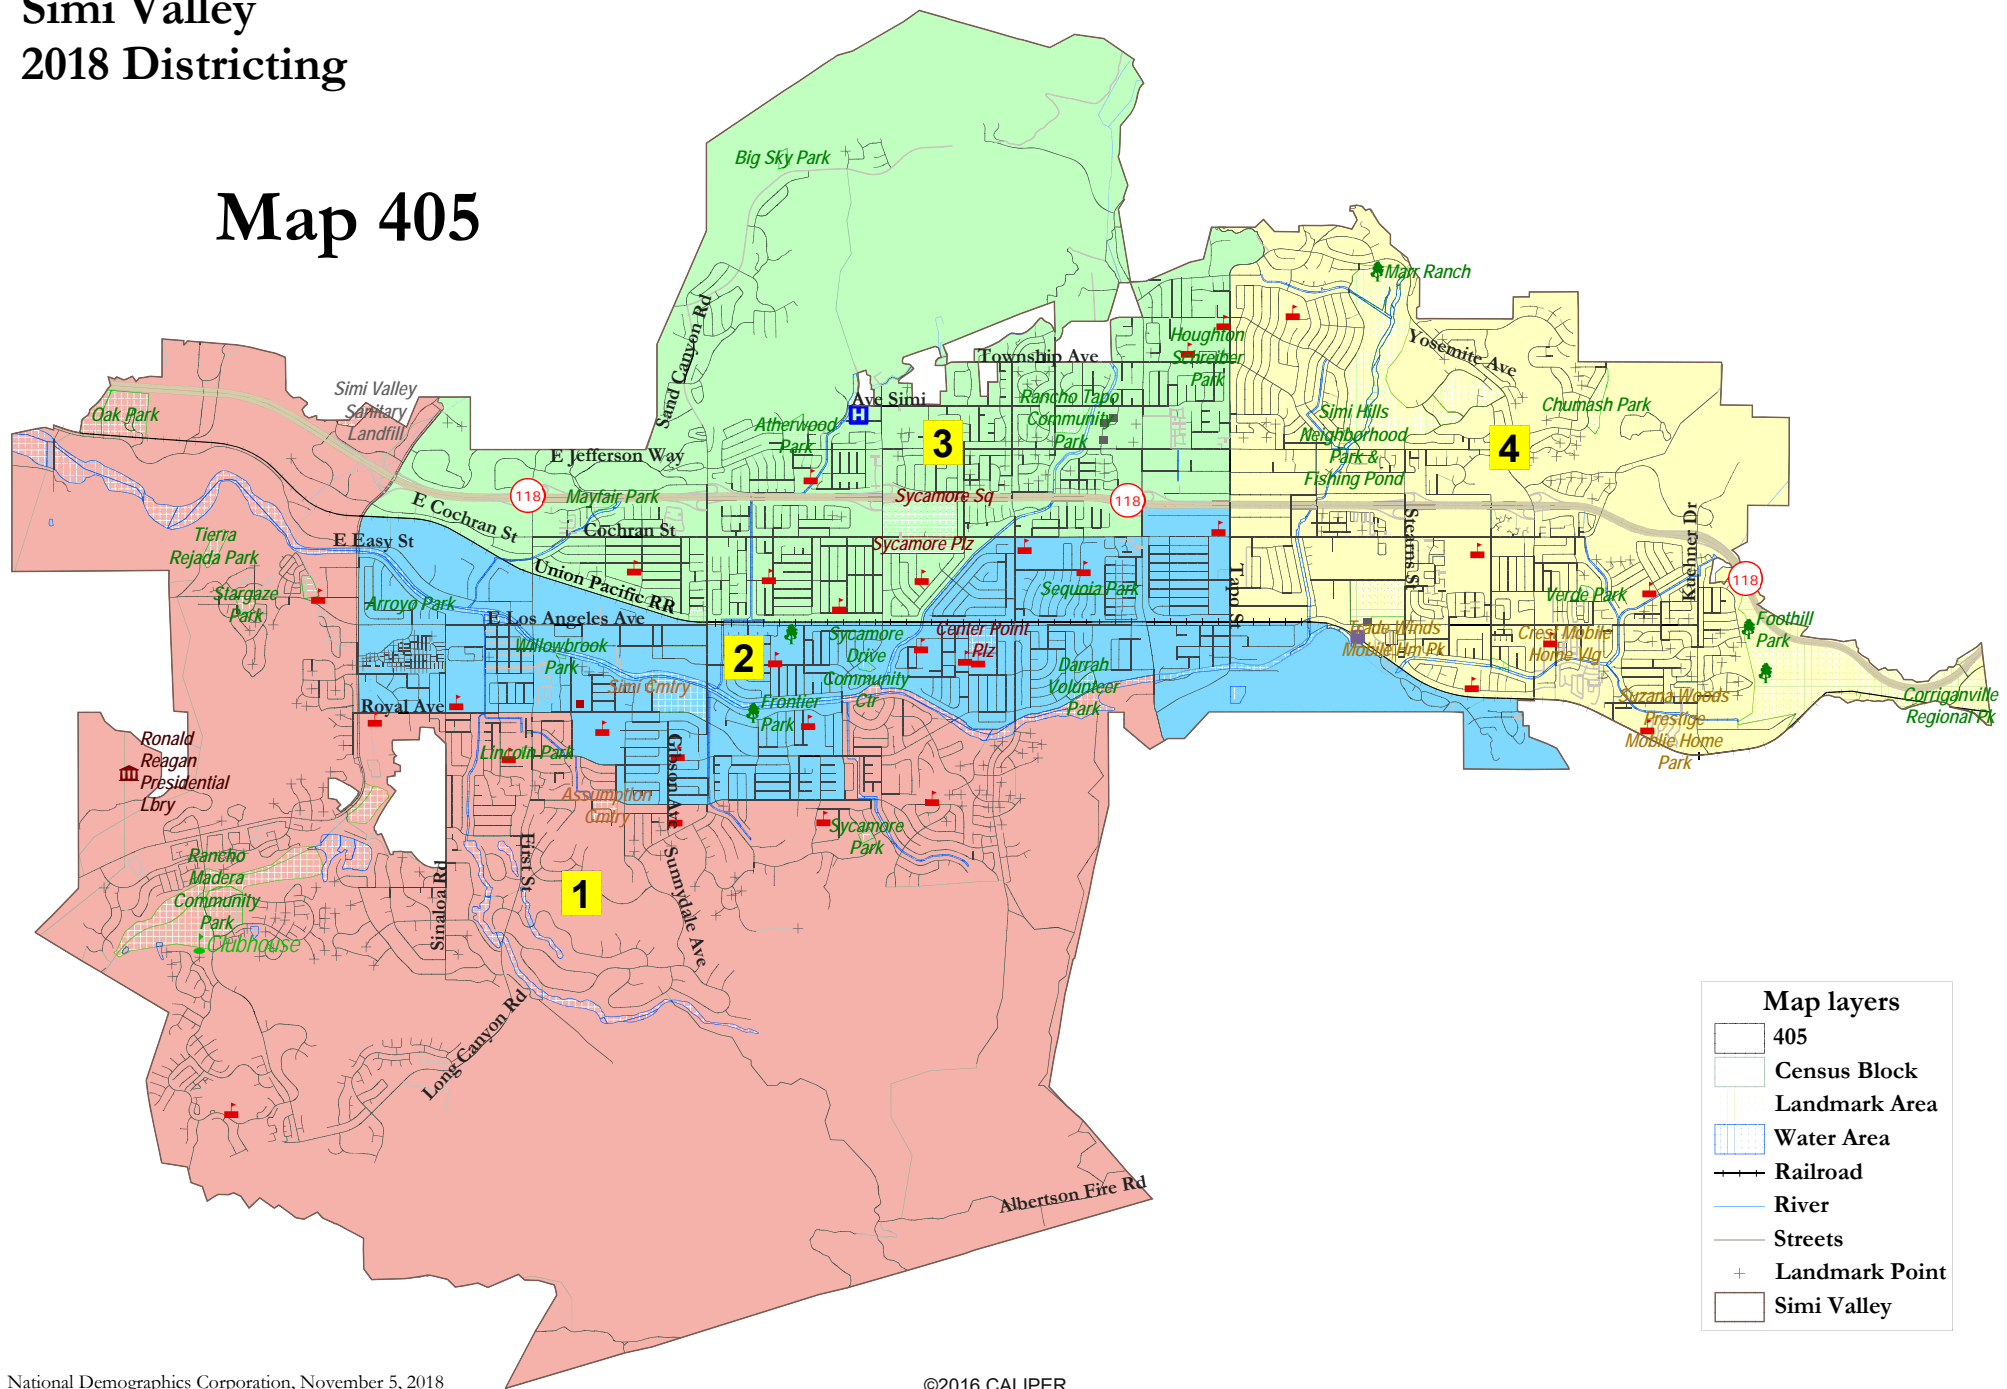 Simi Valley
2018 Districting
Map 405
Big Sky Park
Marr Ranch
Sand Canyon Rd
Houghton
Schreiber
Park
Township Ave
Yosemite Ave
Simi Valley
Sanitary
Landfill
Oak Park
Ave Simi
H
Rancho Tapo
Community
Park
Atherwood
Park
Simi Hills
Neighborhood
Park &
Fishing Pond
Chumash Park
3
4
E Jefferson Way
118
Mayfair Park
Sycamore Sq
118
E Cochran St
Cochran St
Stearns St
Kuehner Dr
Tierra
Rejada Park
E Easy St
Sycamore Plz
Union Pacific RR
Sequoia Park
Tapo St
118
Stargaze
Park
Arroyo Park
Verde Park
E Los Angeles Ave
Foothill
Park
Willowbrook
Park
2
Sycamore
Drive
Community
Ctr
Center Point
Plz
Trade Winds
Mobile Hm Pk
Crest Mobile
Home Vlg
Darrah
Volunteer
Park
Simi Cmtry
Frontier
Park
Royal Ave
Suzana Woods
Prestige
Moblie Home
Park
Corriganville
Regional Pk
Ronald
Reagan
Presidential
Lbry
Lincoln Park
Gibson Ave
Assumption
Cmtry
Sycamore
Park
Rancho
Madera
Community
Park
Clubhouse
Sinaloa Rd
First St
1
Sunnydale Ave
Long Canyon Rd
Albertson Fire Rd
Map layers
405
Census Block
Landmark Area
Water Area
Railroad
River
Streets
Landmark Point
Simi Valley
National Demographics Corporation, November 5, 2018
©2016 CALIPER